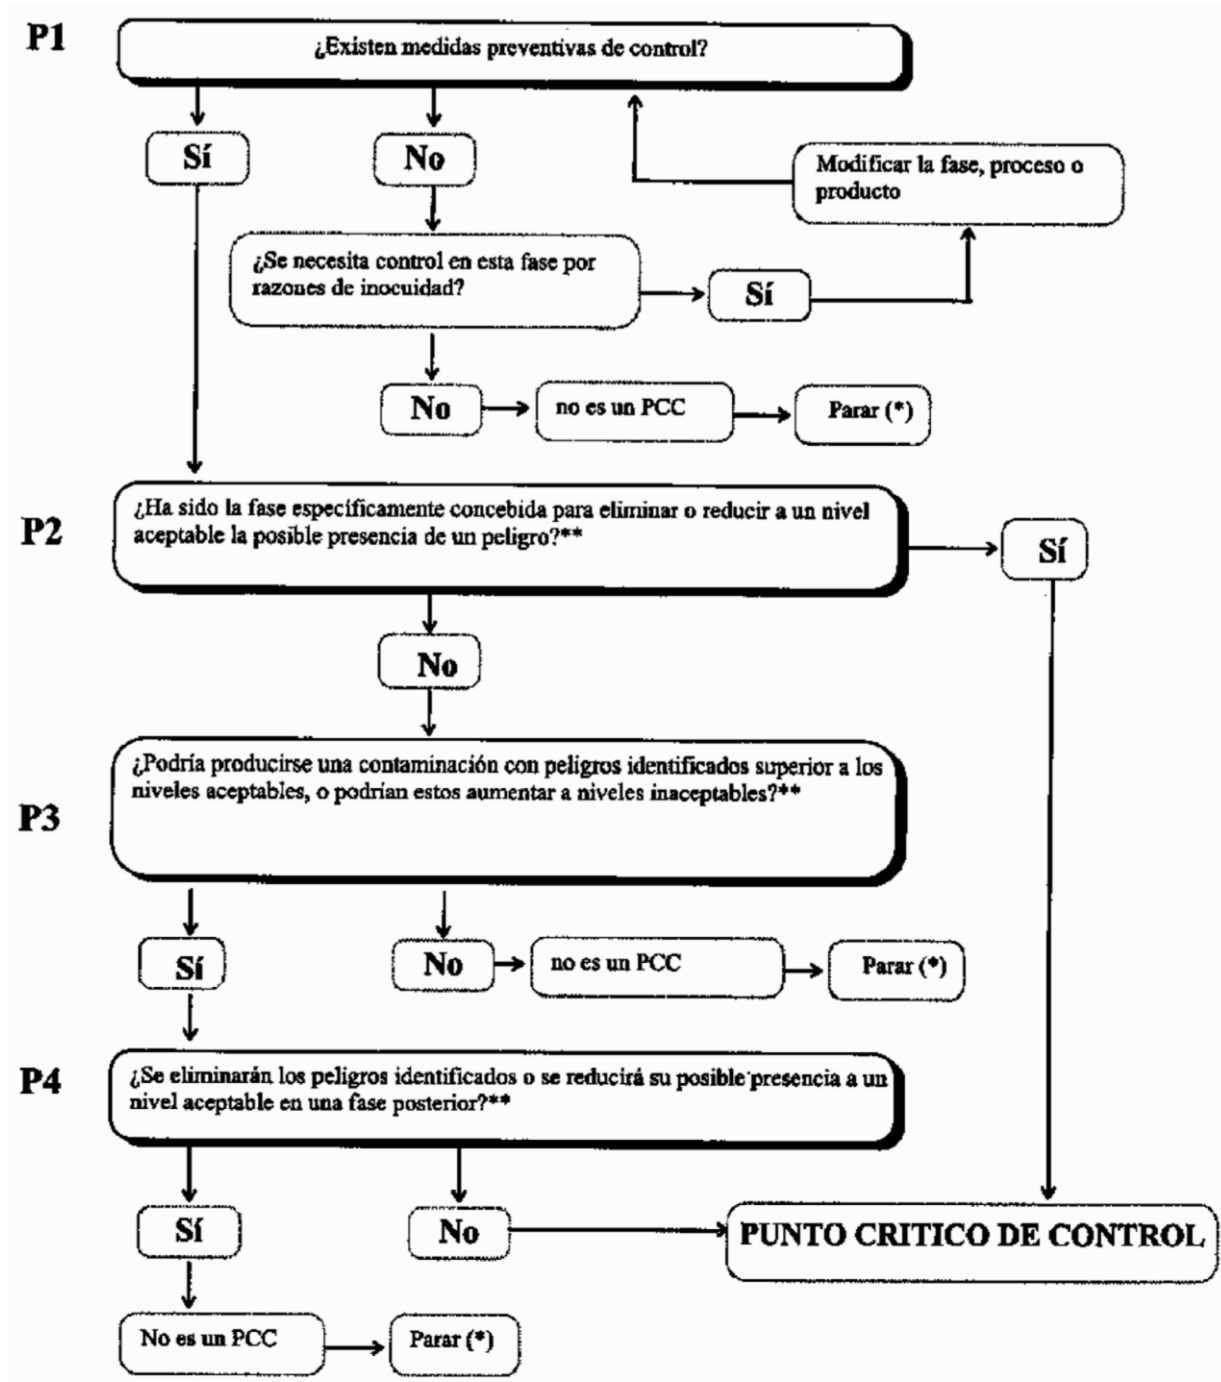 P1
¿Existen medidas preventivas de control?
Sí
No
Modificar la fase, proceso o
producto
¿Se necesita control en esta fase por
razones de inocuidad?
Sí
No
no es un PCC
Parar (*)
P2
¿Ha sido la fase específicamente concebida para eliminar o reducir a un nivel
aceptable la posible presencia de un peligro?**
Sí
No
P3
¿Podría producirse una contaminación con peligros identificados superior a los
niveles aceptables, o podrían estos aumentar a niveles inaceptables?**
Sí
No
no es un PCC
Parar (*)
P4
¿Se eliminarán los peligros identificados o se reducirá su posible presencia a un
nivel aceptable en una fase posterior?**
Sí
No
PUNTO CRITICO DE CONTROL
No es un PCC
Parar (*)